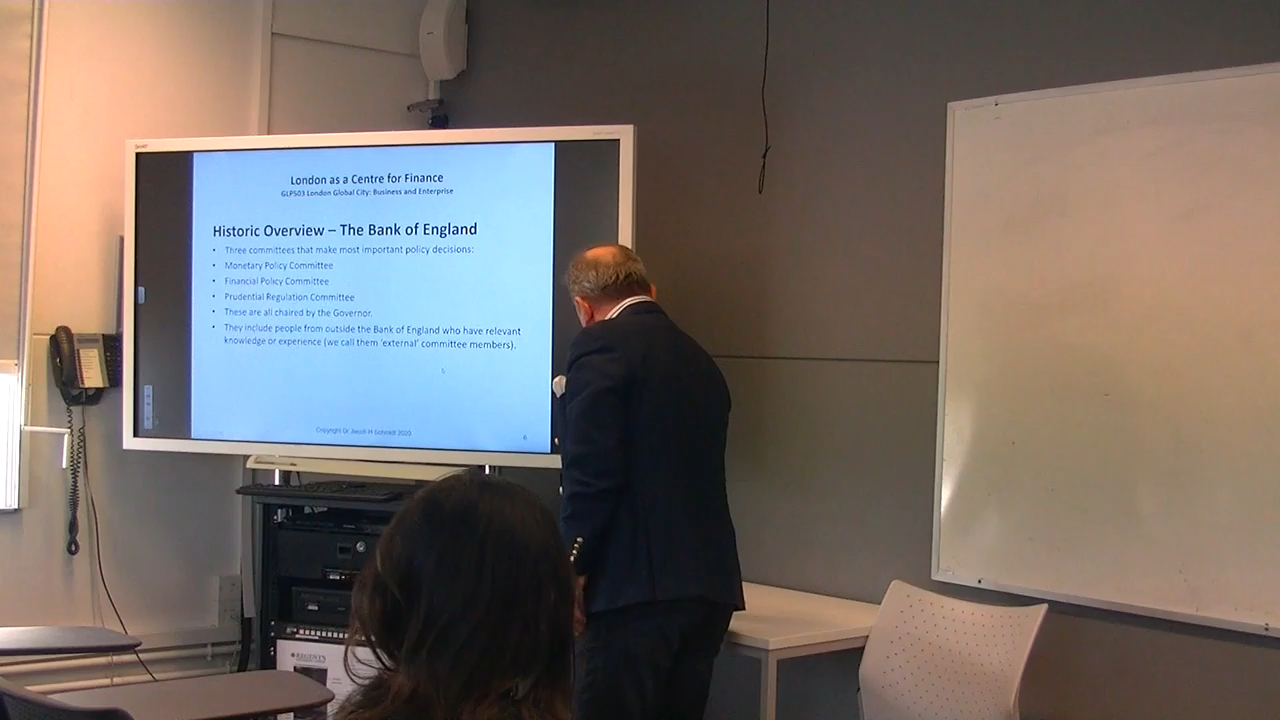 London as a Centre for Finance
GLP503 London Global City: Business and Enterprise
Historic Overview – The Bank of England
• Three committees that make most important policy decisions:
• Monetary Policy Committee
• Financial Policy Committee
• Prudential Regulation Committee
• These are all chaired by the Governor.
• They include people from outside the Bank of England who have relevant
knowledge or experience (we call them 'external' committee members).
Copyright Dr Jacob H Schmidt 2020
6
REGENT'S